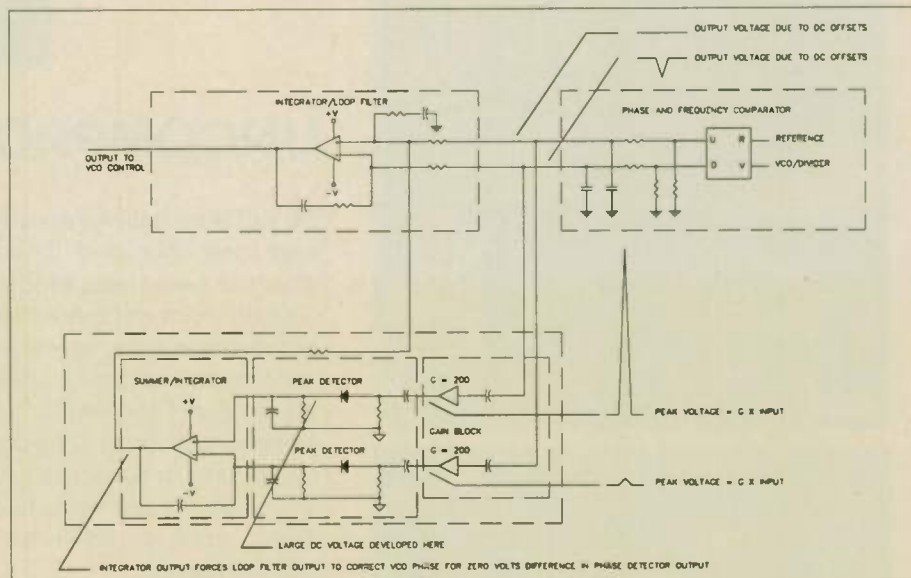 OUTPUT VOLTAGE DUE TO DC OFFSETS
OUTPUT VOLTAGE DUE TO DC OFFSETS
INTEGRATOR/LOOP FILTER
+V
-V
OUTPUT TO
VCO CONTROL
PHASE AND FREQUENCY COMPARATOR
U R
D V
REFERENCE
VCO/DIVIDER
SUMMER/INTEGRATOR
+V
-V
PEAK DETECTOR
G = 200
PEAK VOLTAGE = G X INPUT
GAIN BLOCK
PEAK DETECTOR
G = 200
PEAK VOLTAGE = G X INPUT
LARGE DC VOLTAGE DEVELOPED HERE
INTEGRATOR OUTPUT FORCES LOOP FILTER OUTPUT TO CORRECT VCO PHASE FOR ZERO VOLTS DIFFERENCE IN PHASE DETECTOR OUTPUT